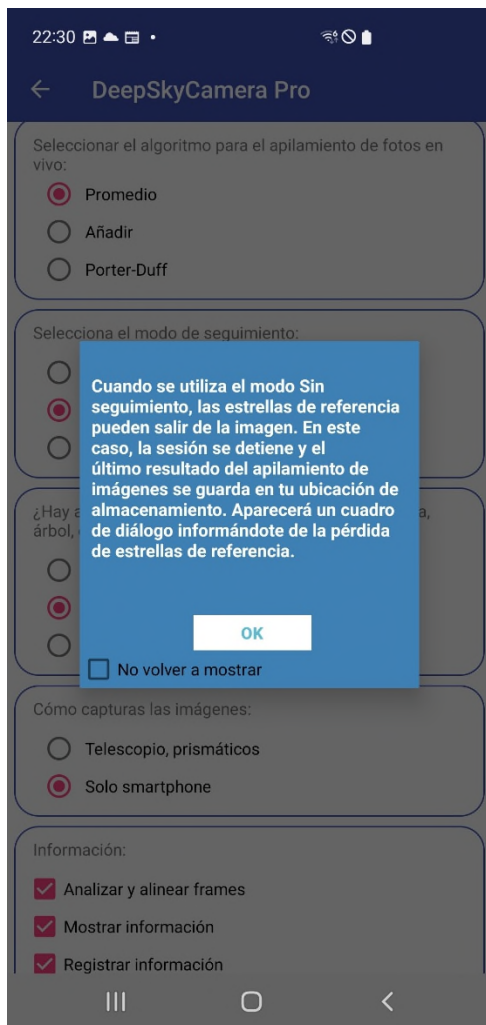 22:30
DeepSkyCamera Pro
Seleccionar el algoritmo para el apilamiento de fotos en
vivo:
Promedio
Añadir
Porter-Duff
Selecciona el modo de seguimiento:
Cuando se utiliza el modo Sin
seguimiento, las estrellas de referencia
pueden salir de la imagen. En este
caso, la sesión se detiene y el
último resultado del apilamiento de
imágenes se guarda en tu ubicación de
almacenamiento. Aparecerá un cuadro
de diálogo informándote de la pérdida
de estrellas de referencia.
¿Hay
árbol,
OK
No volver a mostrar
Cómo capturas las imágenes:
Telescopio, prismáticos
Solo smartphone
Información:
Analizar y alinear frames
Mostrar información
Registrar información